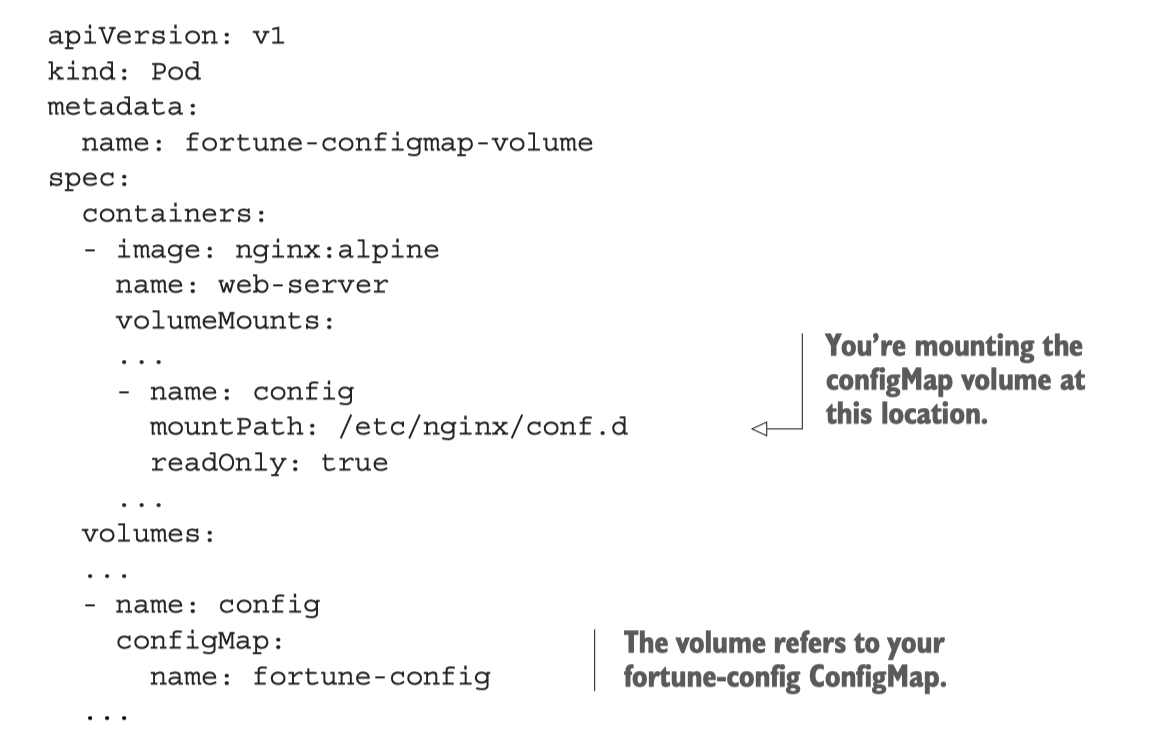 apiVersion: v1
kind: Pod
metadata:
  name: fortune-configmap-volume
spec:
  containers:
  - image: nginx:alpine
    name: web-server
    volumeMounts:
    ...
    - name: config
      mountPath: /etc/nginx/conf.d
      readOnly: true
    ...
  volumes:
  ...
  - name: config
    configMap:
      name: fortune-config
  ...
You're mounting the
configMap volume at
this location.
The volume refers to your
fortune-config ConfigMap.